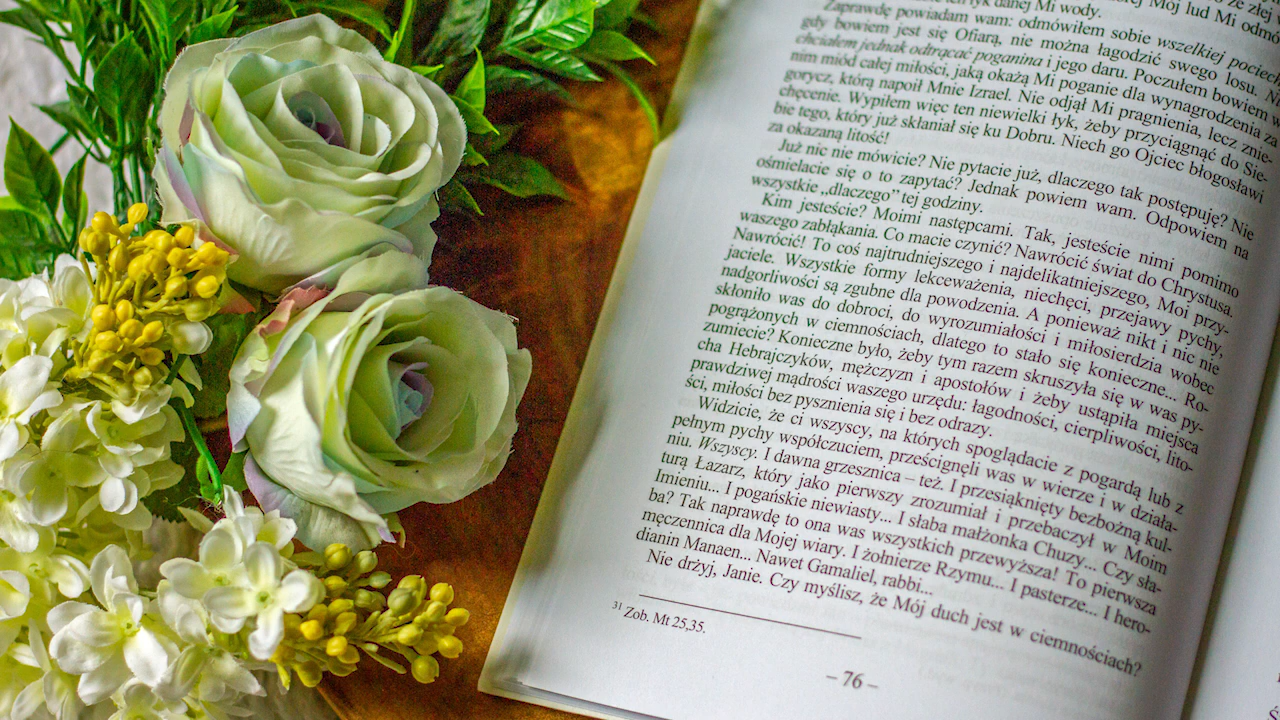 Mój lud Mi odmó
ten łyk danej Mi wody.
Zaprawdę powiadam wam: odmówiłem sobie wszelkiej pociech
gdy bowiem jest się Ofiarą, nie można łagodzić swego losu. N
chciałem jednak odtrącać poganina i jego daru. Poczułem bowiem w
nim miód całej miłości, jaką okażą Mi poganie dla wynagrodzenia za
gorycz, którą napoił Mnie Izrael. Nie odjął Mi pragnienia, lecz znie-
chęcenie. Wypiłem więc ten niewielki łyk, żeby przyciągnąć do Sie-
bie tego, który już skłaniał się ku Dobru. Niech go Ojciec błogosławi
za okazaną litość!
Już nic nie mówicie? Nie pytacie już, dlaczego tak postępuję? Nie
ośmielacie się o to zapytać? Jednak powiem wam. Odpowiem na
wszystkie „dlaczego” tej godziny.
Kim jesteście? Moimi następcami. Tak, jesteście nimi pomimo
waszego zabłąkania. Co macie czynić? Nawrócić świat do Chrystusa.
Nawrócić! To coś najtrudniejszego i najdelikatniejszego, Moi przy-
jaciele. Wszystkie formy lekceważenia, niechęci, przejawy pychy,
nadgorliwości są zgubne dla powodzenia. A ponieważ nikt i nic nie
skłoniło was do dobroci, do wyrozumiałości i miłosierdzia wobec
pogrążonych w ciemnościach, dlatego to stało się konieczne... Ro-
zumiecie? Konieczne było, żeby tym razem skruszyła się w was py-
cha Hebrajczyków, mężczyzn i apostołów i żeby ustąpiła miejsca
prawdziwej mądrości waszego urzędu: łagodności, cierpliwości, lito-
ści, miłości bez pysznienia się i bez odrazy.
Widzicie, że ci wszyscy, na których spoglądacie z pogardą lub z
pełnym pychy współczuciem, prześcignęli was w wierze i w działa-
niu. Wszyscy. I dawna grzesznica – też. I przesiąknięty bezbożną kul-
turą Łazarz, który jako pierwszy zrozumiał i przebaczył w Moim
Imieniu... I pogańskie niewiasty... I słaba małżonka Chuzy... Czy sła-
ba? Tak naprawdę to ona was wszystkich przewyższa! To pierwsza
męczennica dla Mojej wiary. I żołnierze Rzymu... I pasterze... I hero-
dianin Manaen... Nawet Gamaliel, rabbi...
Nie drżyj, Janie. Czy myślisz, że Mój duch jest w ciemnościach?
31 Zob. Mt 25,35.
– 76 –